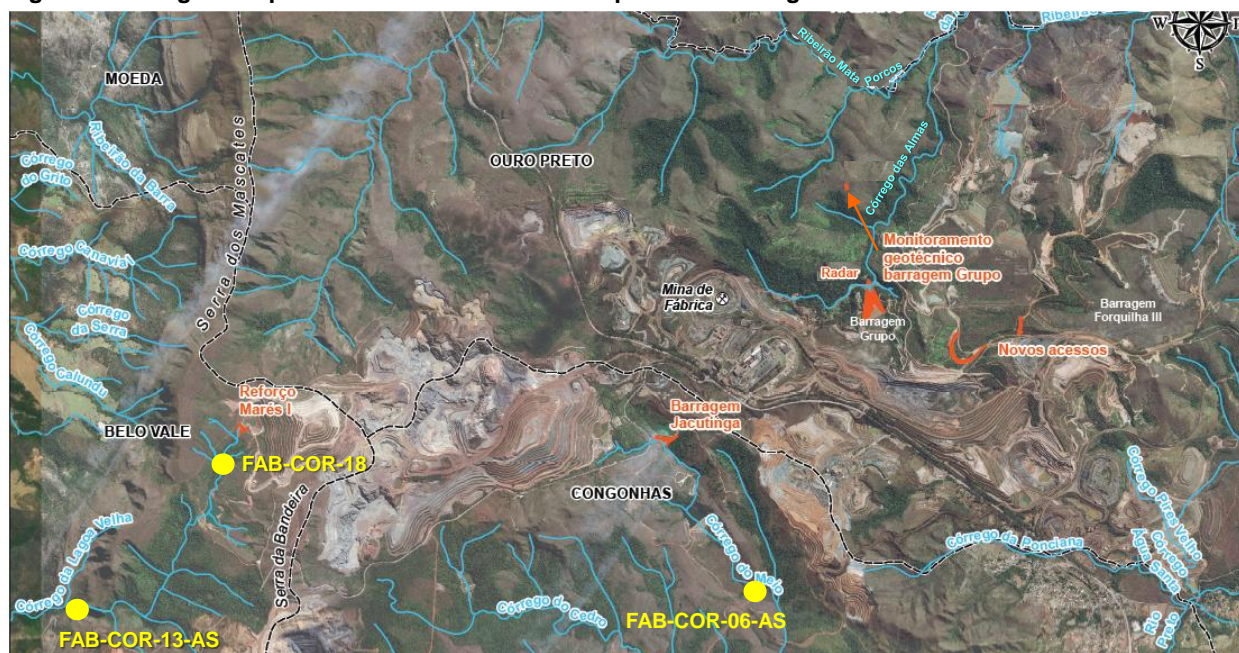 W
S
MOEDA
Ribeirão Mata Porcos
Ribeirão da Barra
Córrego
do Grito
Serra dos Mascates
OURO PRETO
Córrego das Almas
Córrego Canavial
Monitoramento
geotécnico
barragem Grupo
Radar
Mina de
Fábrica
Córrego
da Serra
Barragem
Grupo
Barragem
Forquilha III
Novos acessos
Córrego Calundu
Reforço
Marés I
Barragem
Jacutinga
BELO VALE
FAB-COR-18
CONGONHAS
Serra da Bandeira
Córrego Pires Velho
Córrego
Água Santa
Córrego da Lagoa Velha
Córrego do Maio
Córrego da Ponciana
Córrego do Cedro
FAB-COR-06-AS
FAB-COR-13-AS
Rio
Preto